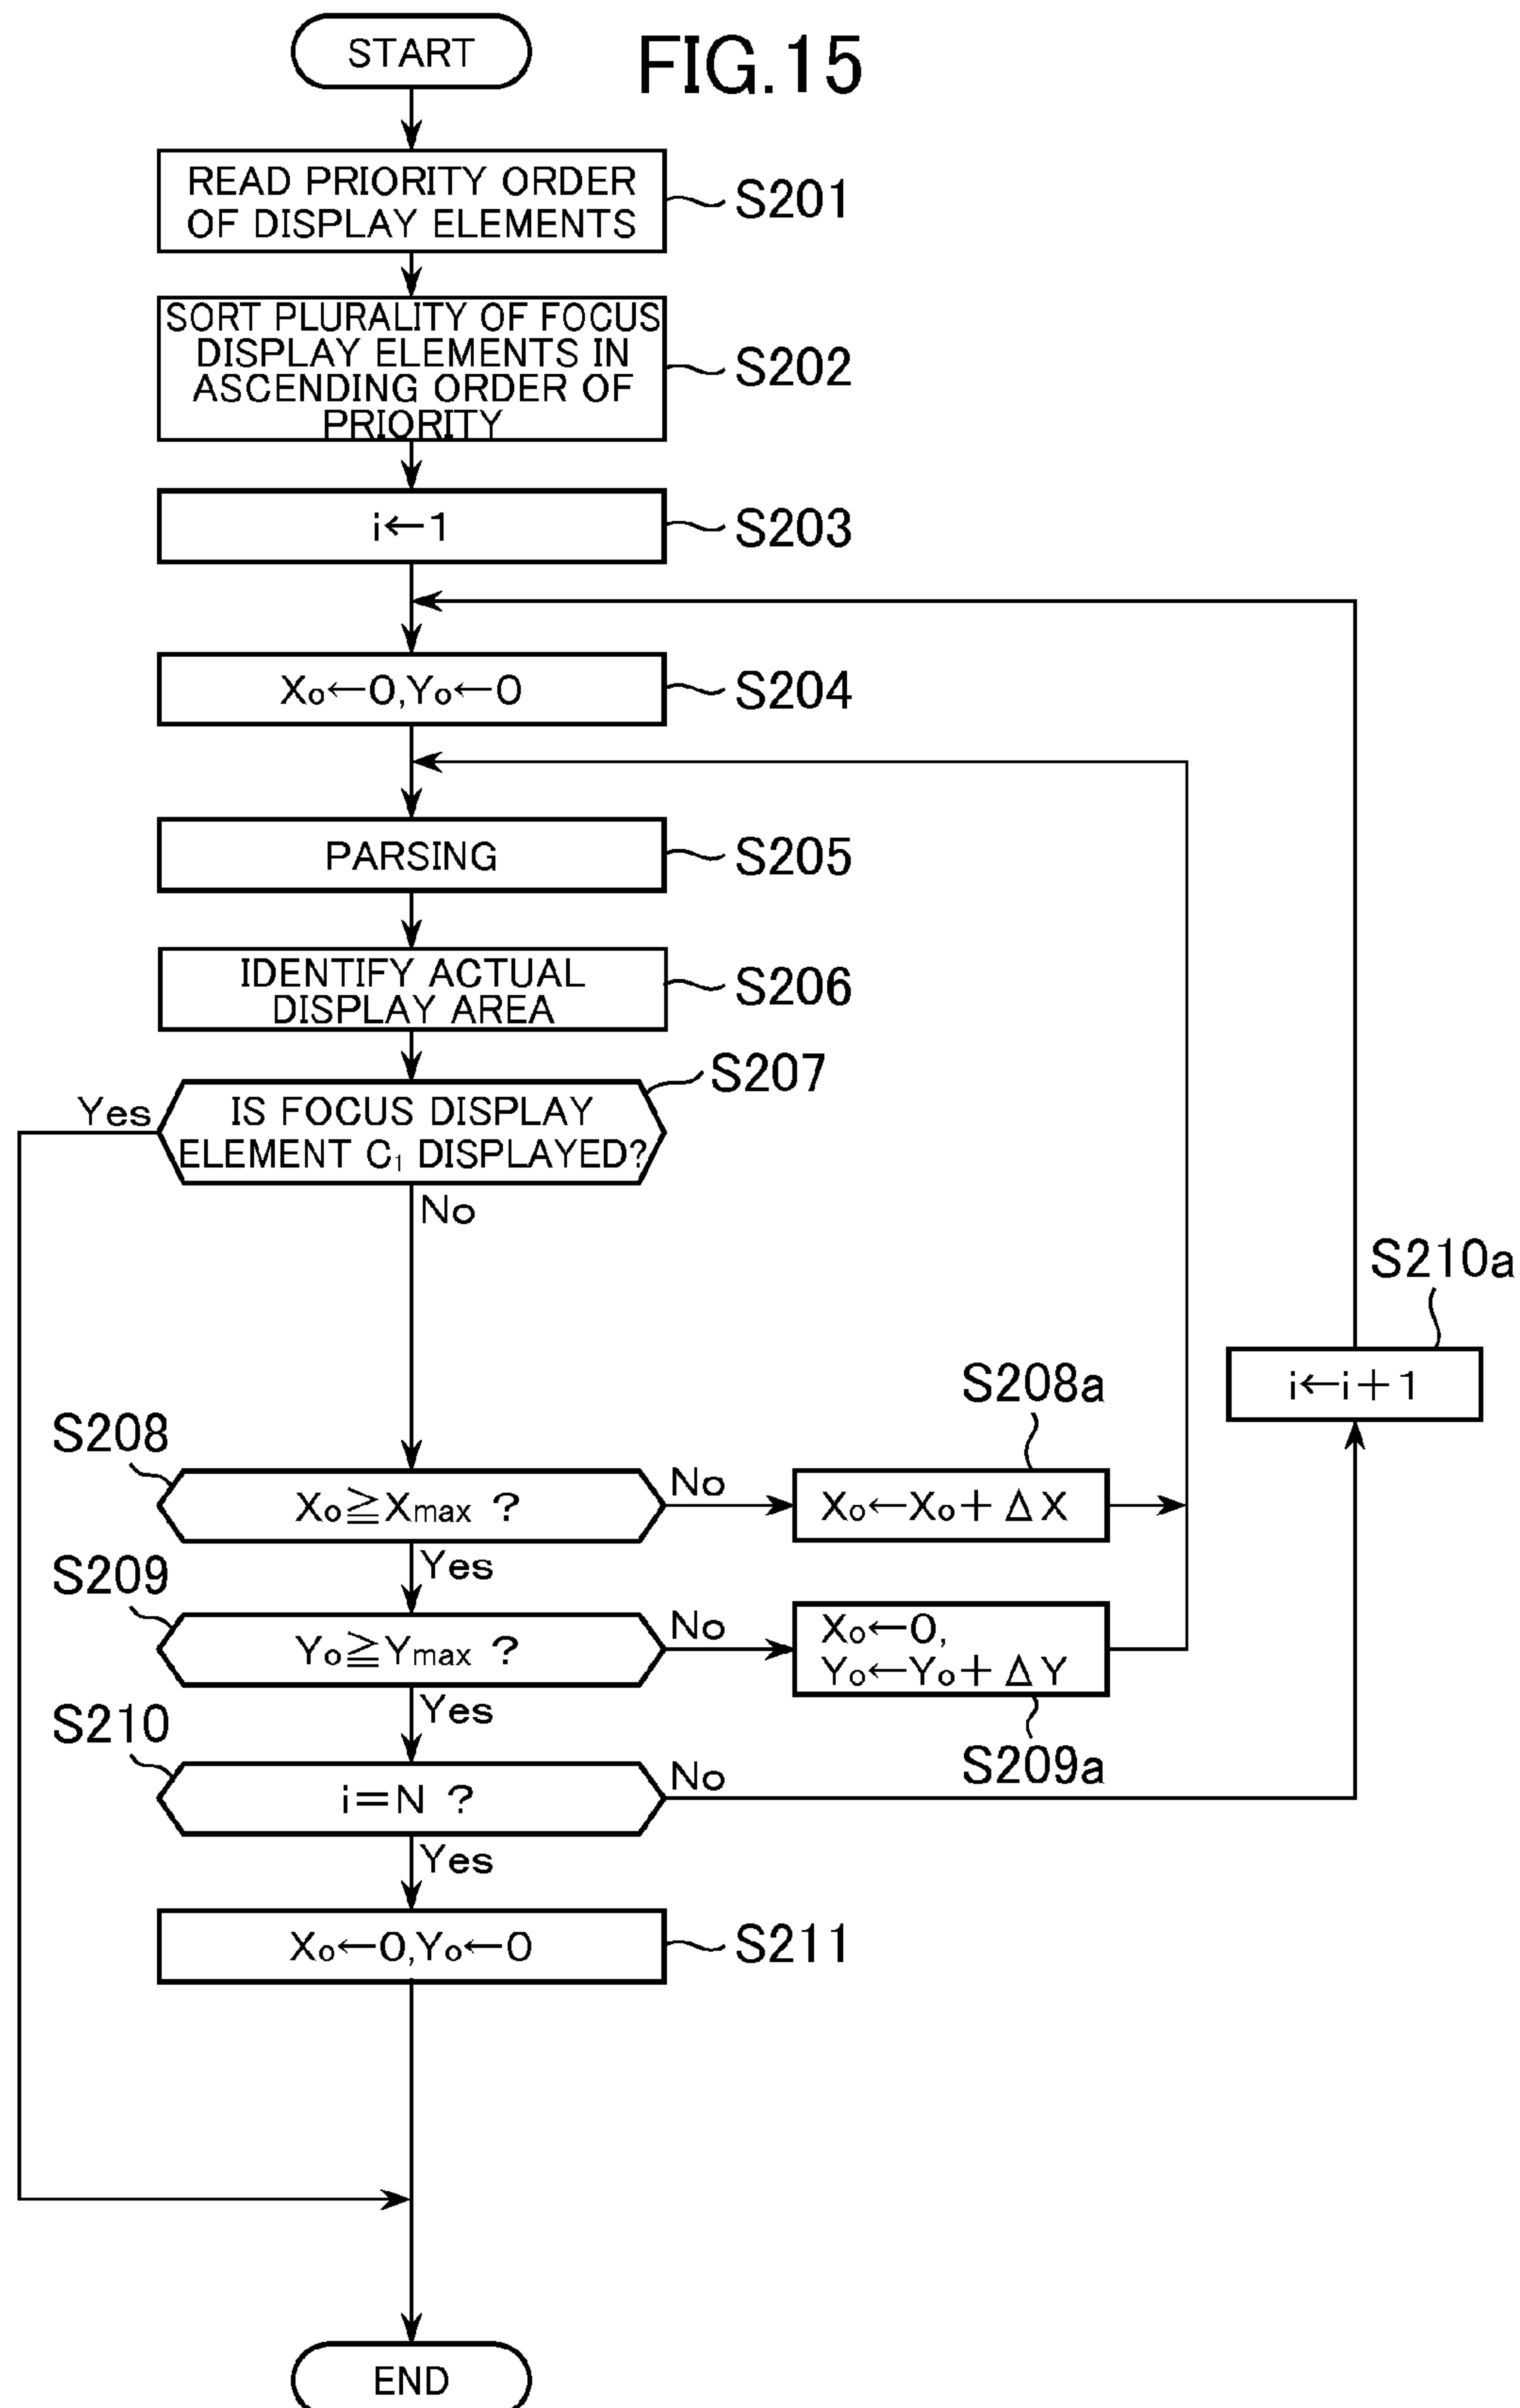 START
FIG.15
READ PRIORITY ORDER
OF DISPLAY ELEMENTS
S201
SORT PLURALITY OF FOCUS
DISPLAY ELEMENTS IN
ASCENDING ORDER OF
PRIORITY
S202
i←1
S203
X₀←0,Y₀←0
S204
PARSING
S205
IDENTIFY ACTUAL
DISPLAY AREA
S206
S207
Yes
IS FOCUS DISPLAY
ELEMENT C₁ DISPLAYED?
No
S210a
i←i+1
S208a
S208
X₀≧Xmax ?
No
X₀←X₀+ΔX
Yes
S209
Y₀≧Ymax ?
No
X₀←0,
Y₀←Y₀+ΔY
Yes
S209a
S210
i=N ?
No
Yes
X₀←0,Y₀←0
S211
END